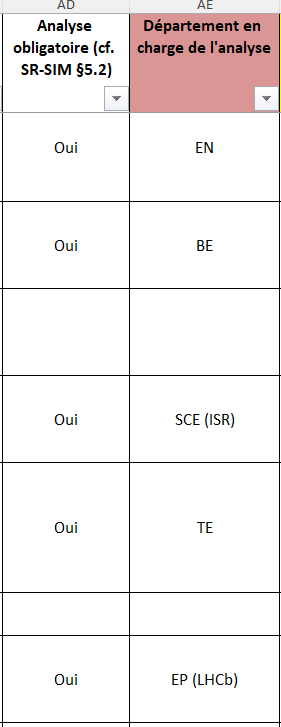 AD AE
Analyse
obligatoire (cf.
SR-SIM §5.2)
Département en
charge de l'analyse
Oui EN
Oui BE
Oui SCE (ISR)
Oui TE
Oui EP (LHCb)